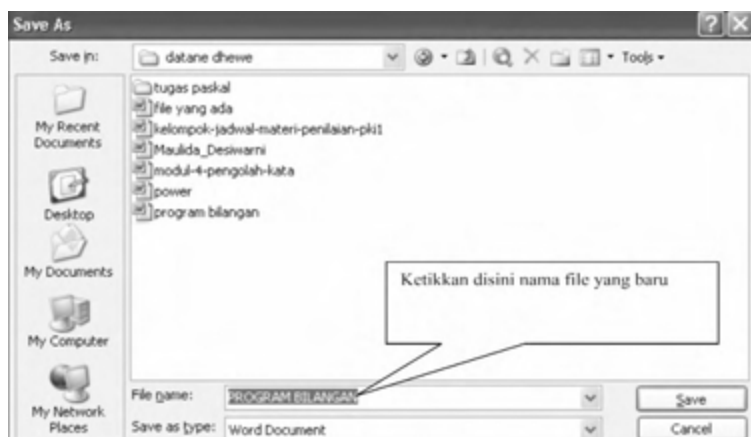 Save As
Save in:
datane dhewe
Tools
tugas paskal
file yang ada
kelompok-jadwal-materi-penilaian-pki1
Maulida_Desiwarni
modul-4-pengolah-kata
power
program bilangan
My Recent
Documents
Desktop
My Documents
My Computer
My Network
Places
Ketikkan disini nama file yang baru
File name:
PROGRAM BILANGAN
Save
Save as type:
Word Document
Cancel